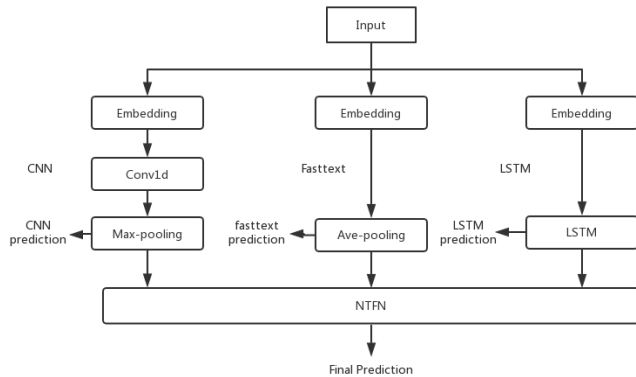 Input
Embedding
Embedding
Embedding
CNN
Conv1d
Fasttext
LSTM
CNN
prediction
Max-pooling
fasttext
prediction
Ave-pooling
LSTM
prediction
LSTM
NTFN
Final Prediction